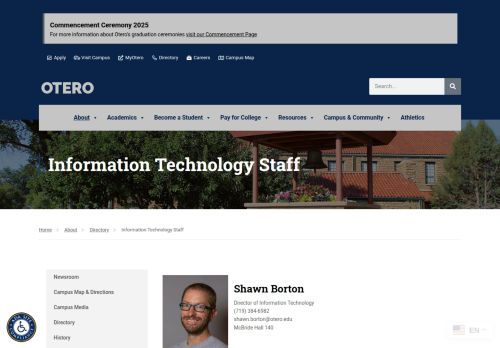 Commencement Ceremony 2025
For more information about Otero's graduation ceremonies visit our Commencement Page
Apply Visit Campus MyOtero Directory Careers Campus Map
OTERO
Search...
About Academics Become a Student Pay for College Resources Campus & Community Athletics
Information Technology Staff
Home > About > Directory > Information Technology Staff
Newsroom
Campus Map & Directions
Campus Media
Directory
History
Shawn Borton
Director of Information Technology
(719) 384-6982
shawn.borton@otero.edu
McBride Hall 140
EN